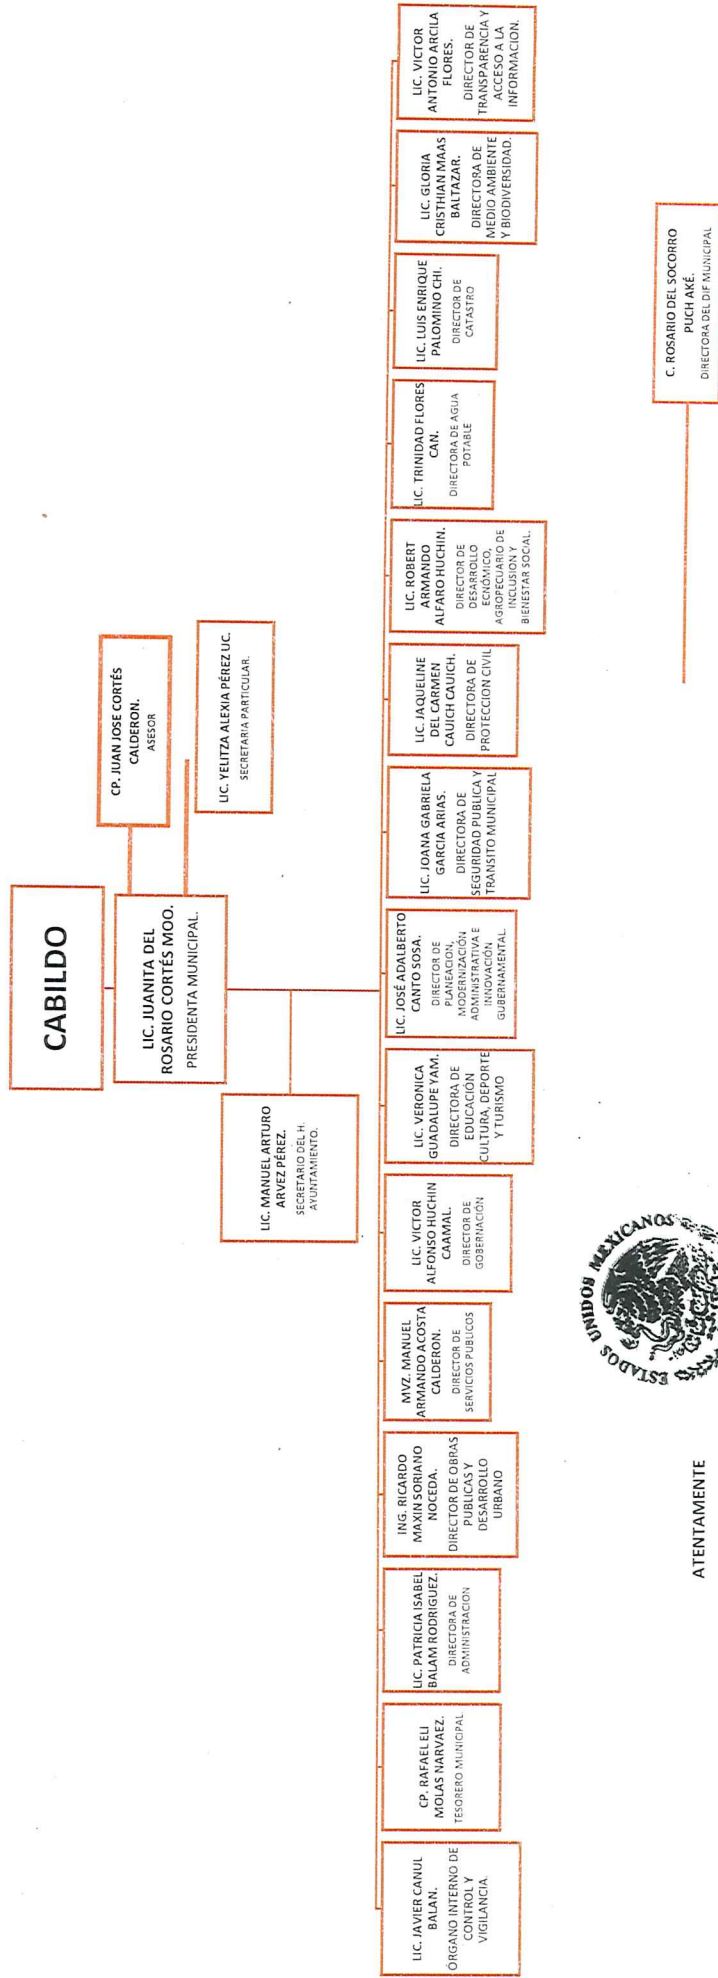 CABILDO
LIC. JUANITA DEL
ROSARIO CORTÉS MOO.
PRESIDENTA MUNICIPAL.
CP. JUAN JOSE CORTÉS
CALDERON.
ASESOR
LIC. YELITZA ALEXIA PÉREZ UC.
SECRETARIA PARTICULAR.
LIC. MANUEL ARTURO
ARVEZ PÉREZ.
SECRETARIO DEL H.
AYUNTAMIENTO.
LIC. JAVIER CANUL
BALAN.
ÓRGANO INTERNO DE
CONTROL Y
VIGILANCIA.
CP. RAFAEL ELI
MOLAS NARVAEZ.
TESORERO MUNICIPAL
LIC. PATRICIA ISABEL
BALAM RODRIGUEZ.
DIRECTORA DE
ADMINISTRACION
ING. RICARDO
MAXIN SORIANO
NOCEDA.
DIRECTOR DE OBRAS
PUBLICAS Y
DESARROLLO
URBANO
MVZ. MANUEL
ARMANDO ACOSTA
CALDERON.
DIRECTOR DE
SERVICIOS PUBLICOS
LIC. VICTOR
ALFONSO HUCHIN
CAAMAL.
DIRECTOR DE
GOBERNACIÓN
LIC. VERONICA
GUADALUPE YAM.
DIRECTORA DE
EDUCACIÓN
CULTURA, DEPORTE
Y TURISMO
LIC. JOSÉ ADALBERTO
CANTO SOSA.
DIRECTOR DE
PLANEACION,
MODERNIZACIÓN
ADMINISTRATIVA E
INNOVACIÓN
GUBERNAMENTAL.
LIC. JOANA GABRIELA
GARCIA ARIAS.
DIRECTORA DE
SEGURIDAD PUBLICA Y
TRANSITO MUNICIPAL
LIC. JAQUELINE
DEL CARMEN
CAUICH CAUICH.
DIRECTORA DE
PROTECCION CIVIL
LIC. ROBERT
ARMANDO
ALFARO HUCHIN.
DIRECTOR DE
DESARROLLO
ECNÓMICO,
AGROPECUARIO DE
INCLUSION Y
BIENESTAR SOCIAL.
LIC. TRINIDAD FLORES
CAN.
DIRECTORA DE AGUA
POTABLE
LIC. LUIS ENRIQUE
PALOMINO CHI.
DIRECTOR DE
CATASTRO
LIC. GLORIA
CRISTHIAN MAAS
BALTAZAR.
DIRECTORA DE
MEDIO AMBIENTE
Y BIODIVERSIDAD.
LIC. VICTOR
ANTONIO ARCILA
FLORES.
DIRECTOR DE
TRANSPARENCIA Y
ACCESO A LA
INFORMACION.
C. ROSARIO DEL SOCORRO
PUCH AKÉ.
DIRECTORA DEL DIF MUNICIPAL
ESTADOS UNIDOS MEXICANOS
ATENTAMENTE